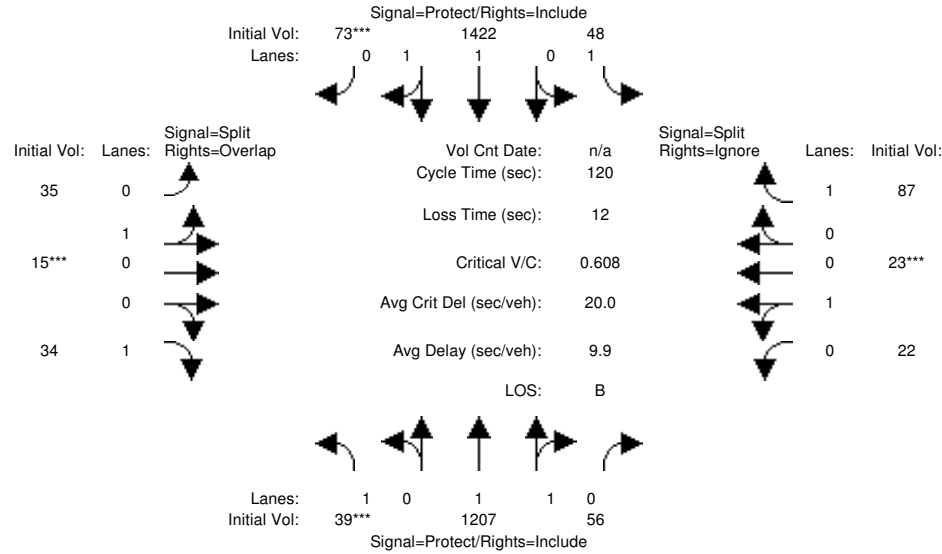 Signal=Protect/Rights=Include
Initial Vol: 73*** 1422 48
Lanes: 0 1 1 0 1
Signal=Split
Rights=Overlap
Signal=Split
Rights=Ignore
Initial Vol: Lanes: Vol Cnt Date: n/a Lanes: Initial Vol:
Cycle Time (sec): 120
35 0 1 87
Loss Time (sec): 12
1 0
15*** 0 Critical V/C: 0.608 0 23***
0 Avg Crit Del (sec/veh): 20.0 1
34 1 Avg Delay (sec/veh): 9.9 0 22
LOS: B
Lanes: 1 0 1 1 0
Initial Vol: 39*** 1207 56
Signal=Protect/Rights=Include